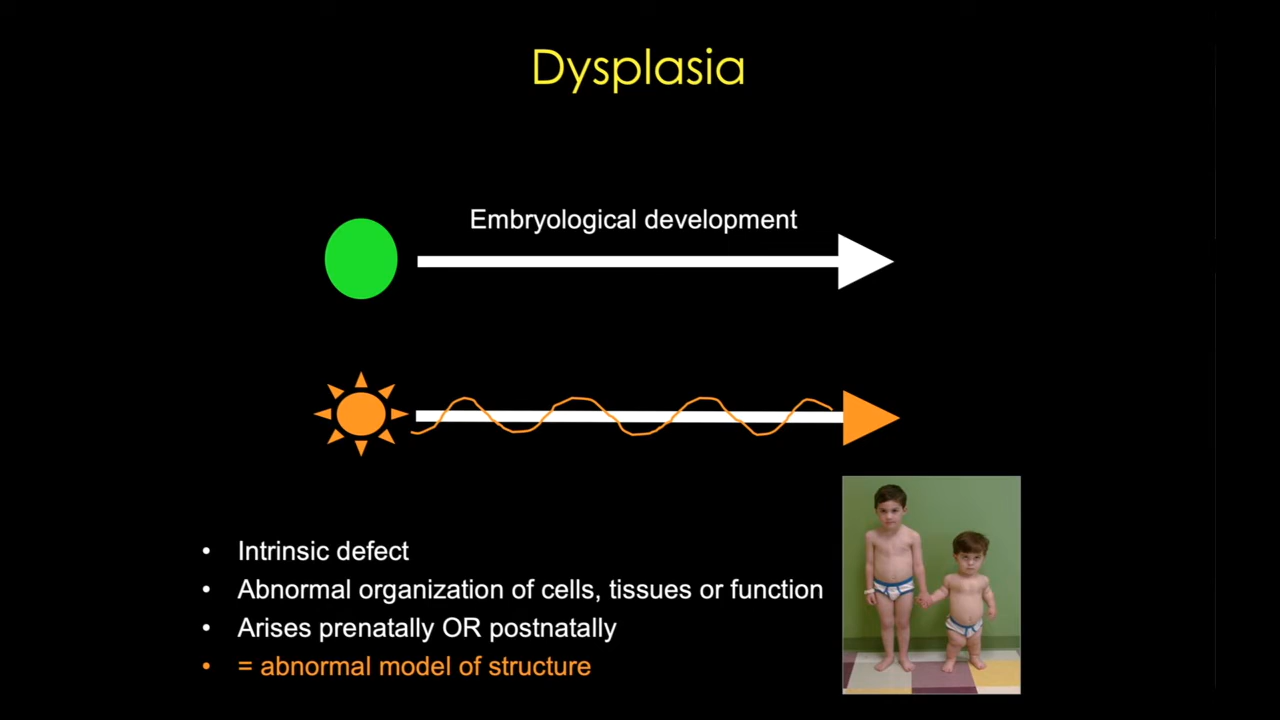 Dysplasia
Embryological development
• Intrinsic defect
• Abnormal organization of cells, tissues or function
• Arises prenatally OR postnatally
• = abnormal model of structure